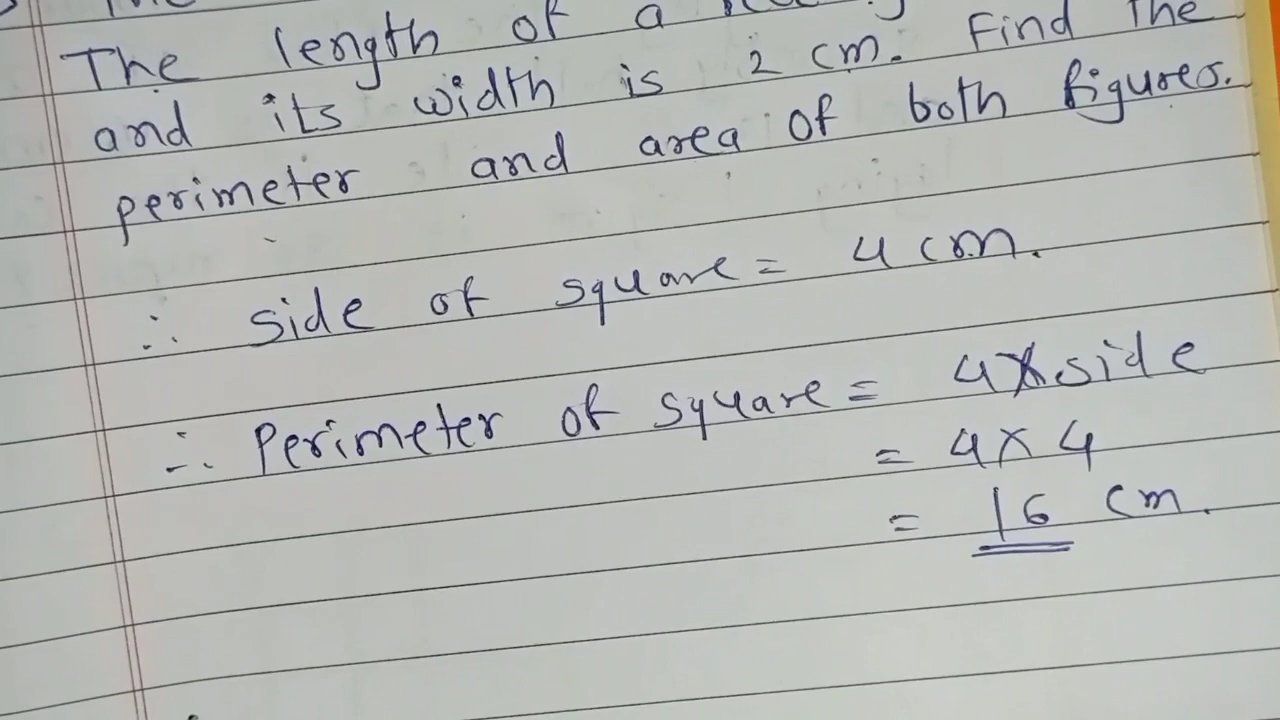 The length of a
and its width is 2 cm. Find the
perimeter and area of both figures.
∴ side of square = 4 cm.
∴ Perimeter of square = 4 × side
= 4 × 4
= 16 cm.